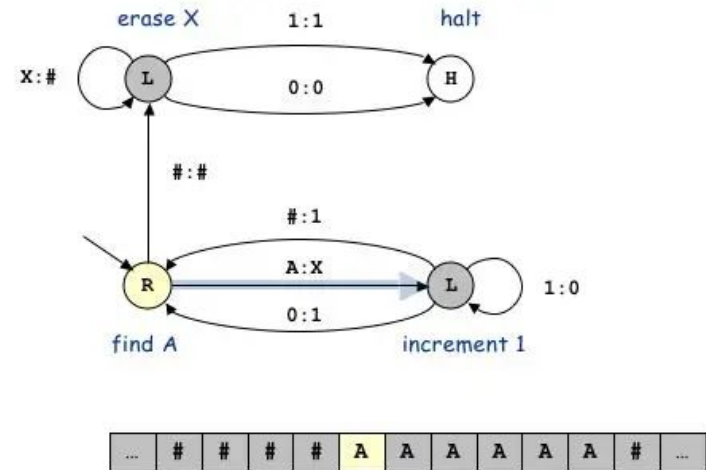 erase X 1:1 halt
X:# L H
0:0
#:#
#:1
A:X
R L 1:0
0:1
find A increment 1
... # # # # A A A A A A # ...